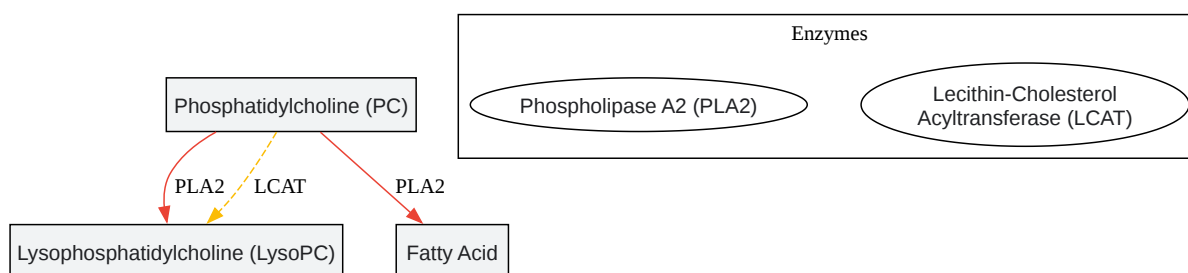 Enzymes
Phosphatidylcholine (PC)
Phospholipase A2 (PLA2)
Lecithin-Cholesterol
Acyltransferase (LCAT)
PLA2
LCAT
PLA2
Lysophosphatidylcholine (LysoPC)
Fatty Acid